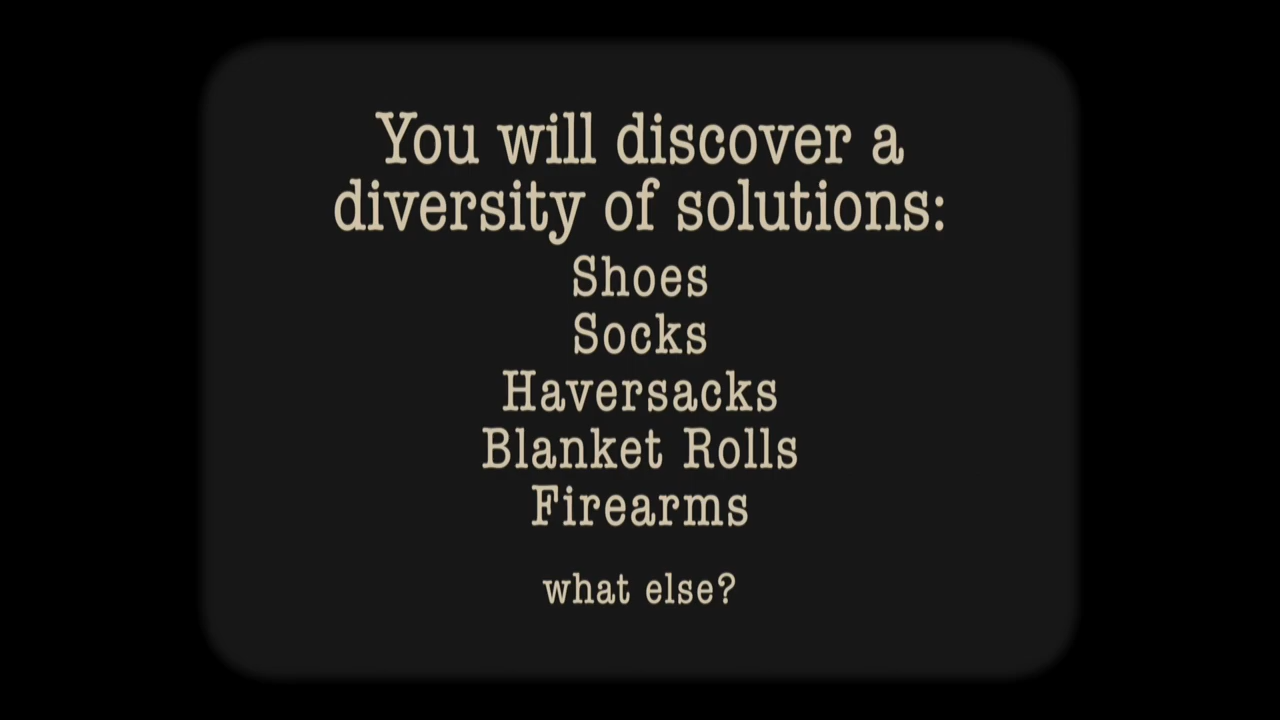 You will discover a
diversity of solutions:
Shoes
Socks
Haversacks
Blanket Rolls
Firearms
what else?